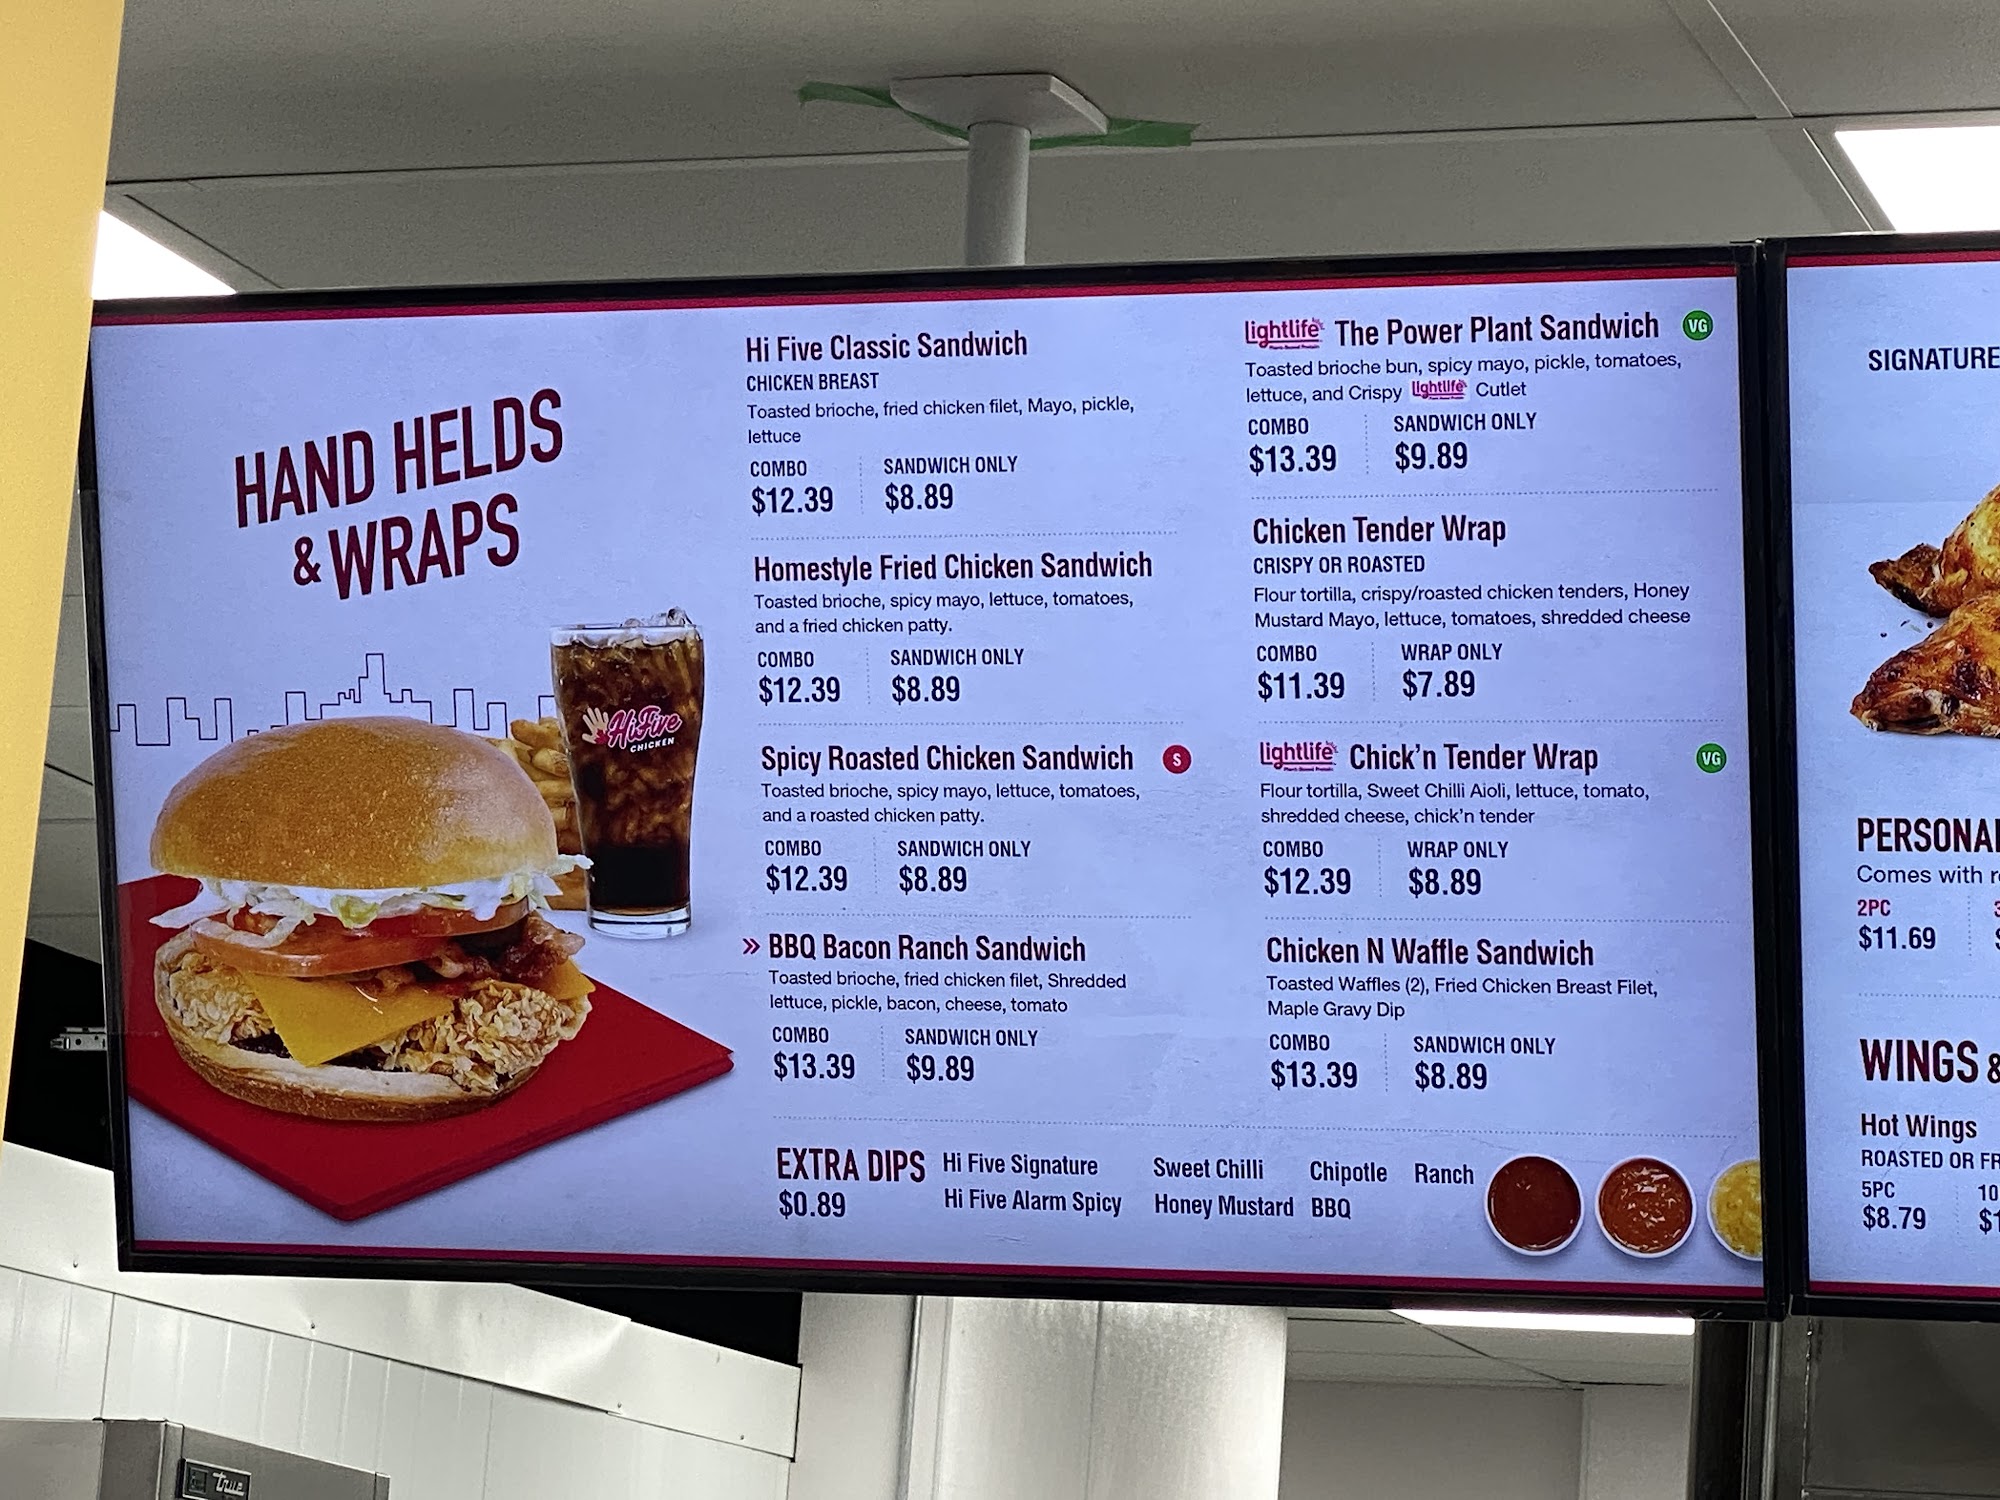 HAND HELDS
& WRAPS
HiFive
CHICKEN
Hi Five Classic Sandwich
CHICKEN BREAST
Toasted brioche, fried chicken filet, Mayo, pickle,
lettuce
COMBO SANDWICH ONLY
$12.39 $8.89
Homestyle Fried Chicken Sandwich
Toasted brioche, spicy mayo, lettuce, tomatoes,
and a fried chicken patty.
COMBO SANDWICH ONLY
$12.39 $8.89
Spicy Roasted Chicken Sandwich S
Toasted brioche, spicy mayo, lettuce, tomatoes,
and a roasted chicken patty.
COMBO SANDWICH ONLY
$12.39 $8.89
» BBQ Bacon Ranch Sandwich
Toasted brioche, fried chicken filet, Shredded
lettuce, pickle, bacon, cheese, tomato
COMBO SANDWICH ONLY
$13.39 $9.89
lightlife The Power Plant Sandwich VG
Toasted brioche bun, spicy mayo, pickle, tomatoes,
lettuce, and Crispy lightlife Cutlet
COMBO SANDWICH ONLY
$13.39 $9.89
Chicken Tender Wrap
CRISPY OR ROASTED
Flour tortilla, crispy/roasted chicken tenders, Honey
Mustard Mayo, lettuce, tomatoes, shredded cheese
COMBO WRAP ONLY
$11.39 $7.89
lightlife Chick'n Tender Wrap VG
Flour tortilla, Sweet Chilli Aioli, lettuce, tomato,
shredded cheese, chick'n tender
COMBO WRAP ONLY
$12.39 $8.89
Chicken N Waffle Sandwich
Toasted Waffles (2), Fried Chicken Breast Filet,
Maple Gravy Dip
COMBO SANDWICH ONLY
$13.39 $8.89
EXTRA DIPS
$0.89
Hi Five Signature Sweet Chilli Chipotle Ranch
Hi Five Alarm Spicy Honey Mustard BBQ
SIGNATURE
PERSONA
Comes with
2PC
$11.69
WINGS &
Hot Wings
ROASTED OR FR
5PC 10
$8.79 $1
true